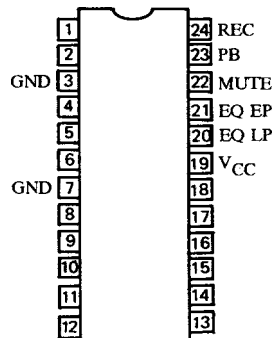 1 24 REC
2 23 PB
GND 3 22 MUTE
4 21 EQ EP
5 20 EQ LP
6 19 VCC
GND 7 18
8 17
9 16
10 15
11 14
12 13